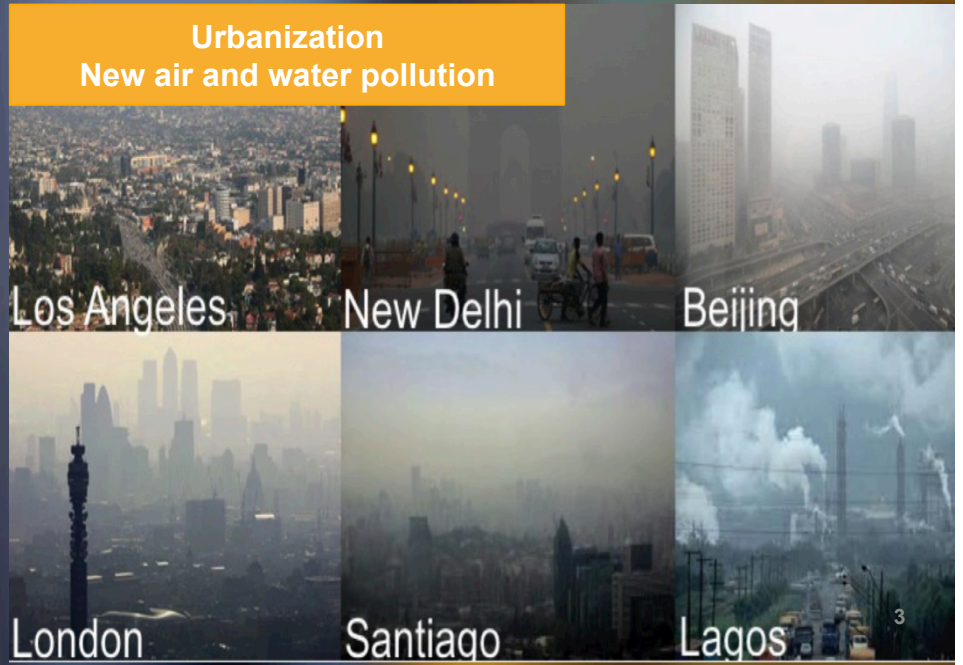 Urbanization
New air and water pollution
Los Angeles
New Delhi
Beijing
London
Santiago
Lagos
3